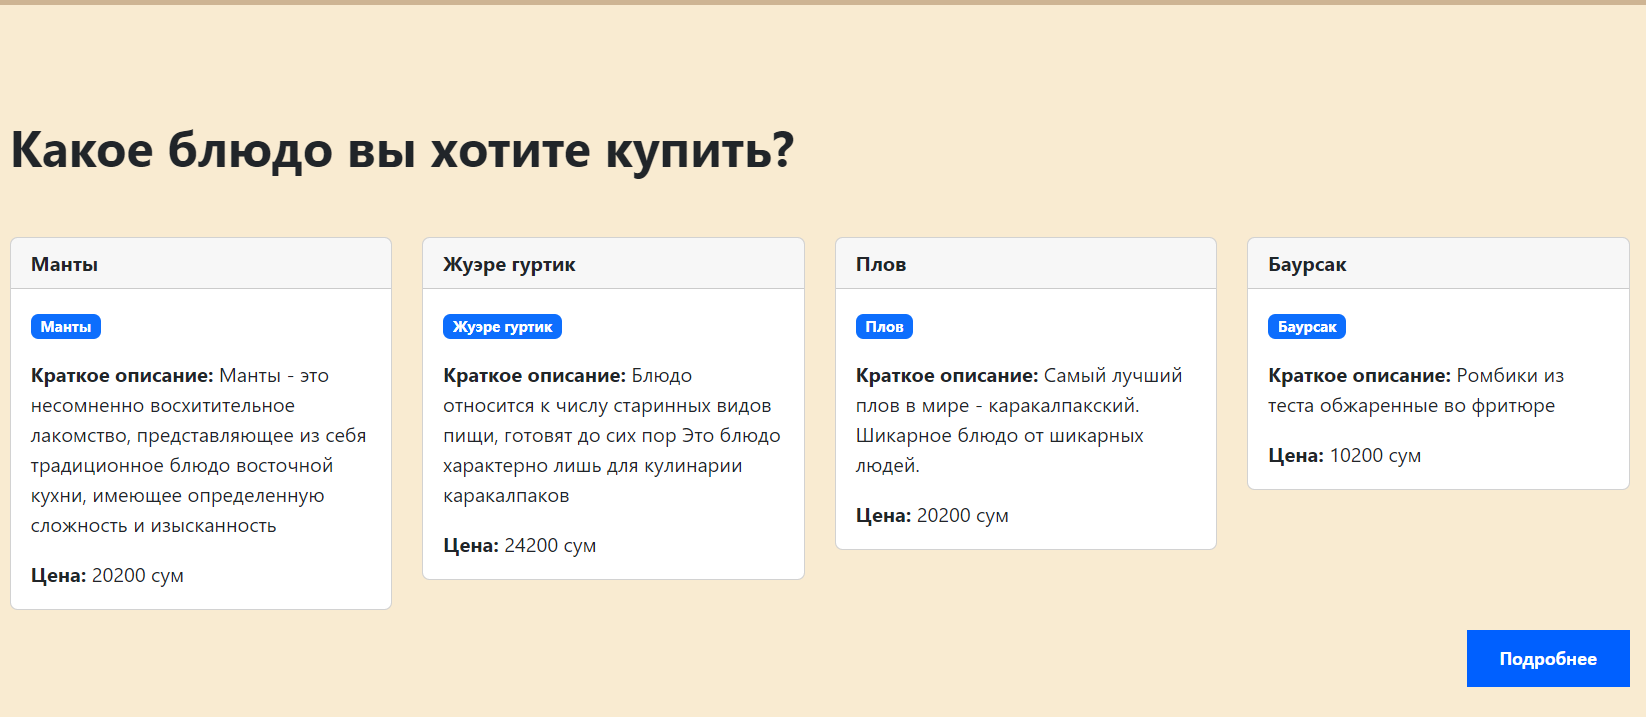 Какое блюдо вы хотите купить?
Манты
Манты
Краткое описание: Манты - это
несомненно восхитительное
лакомство, представляющее из себя
традиционное блюдо восточной
кухни, имеющее определенную
сложность и изысканность
Цена: 20200 сум
Жуэре гуртик
Жуэре гуртик
Краткое описание: Блюдо
относится к числу старинных видов
пищи, готовят до сих пор Это блюдо
характерно лишь для кулинарии
каракалпаков
Цена: 24200 сум
Плов
Плов
Краткое описание: Самый лучший
плов в мире - каракалпакский.
Шикарное блюдо от шикарных
людей.
Цена: 20200 сум
Баурсак
Баурсак
Краткое описание: Ромбики из
теста обжаренные во фритюре
Цена: 10200 сум
Подробнее